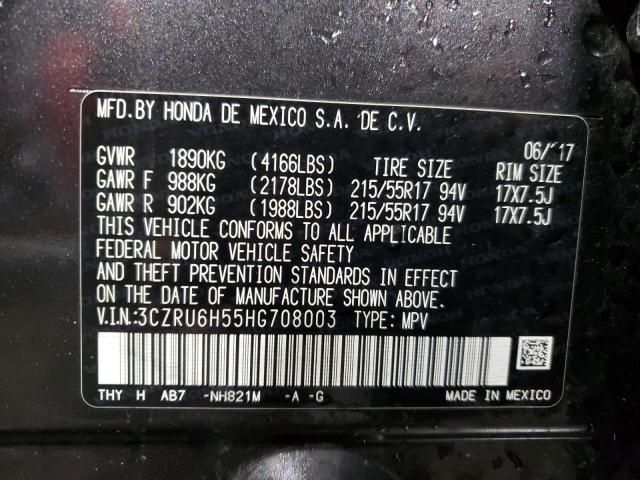 MFD. BY HONDA DE MEXICO S.A. DE C.V.
06/'17
GVWR 1890KG (4166LBS) TIRE SIZE RIM SIZE
GAWR F 988KG (2178LBS) 215/55R17 94V 17X7.5J
GAWR R 902KG (1988LBS) 215/55R17 94V 17X7.5J
THIS VEHICLE CONFORMS TO ALL APPLICABLE
FEDERAL MOTOR VEHICLE SAFETY
AND THEFT PREVENTION STANDARDS IN EFFECT
ON THE DATE OF MANUFACTURE SHOWN ABOVE.
V.I.N.:3CZRU6H55HG708003 TYPE: MPV
THY H AB7 -NH821M -A -G MADE IN MEXICO